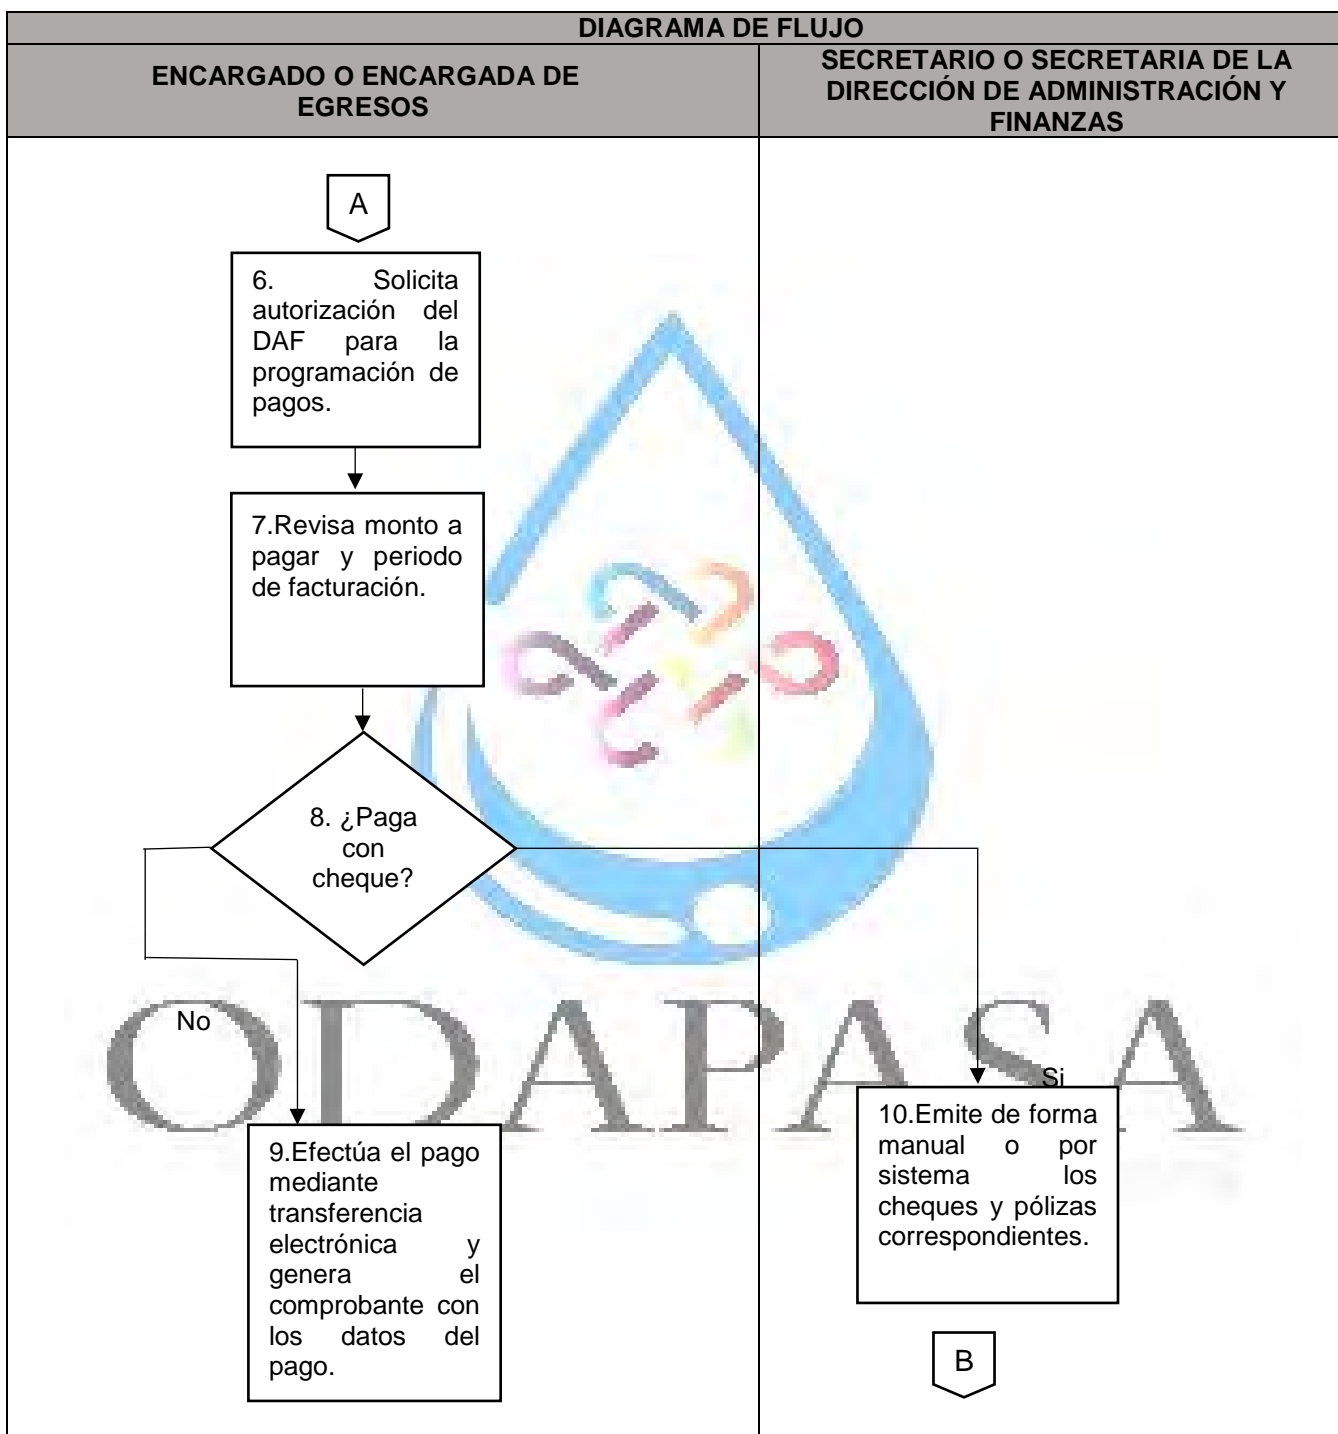 DIAGRAMA DE FLUJO
ENCARGADO O ENCARGADA DE
EGRESOS
SECRETARIO O SECRETARIA DE LA
DIRECCIÓN DE ADMINISTRACIÓN Y
FINANZAS
A
6. Solicita
autorización del
DAF para la
programación de
pagos.
7.Revisa monto a
pagar y periodo
de facturación.
8. ¿Paga
con
cheque?
No
Si
9.Efectúa el pago
mediante
transferencia
electrónica y
genera el
comprobante con
los datos del
pago.
10.Emite de forma
manual o por
sistema los
cheques y pólizas
correspondientes.
B
ODAPASA